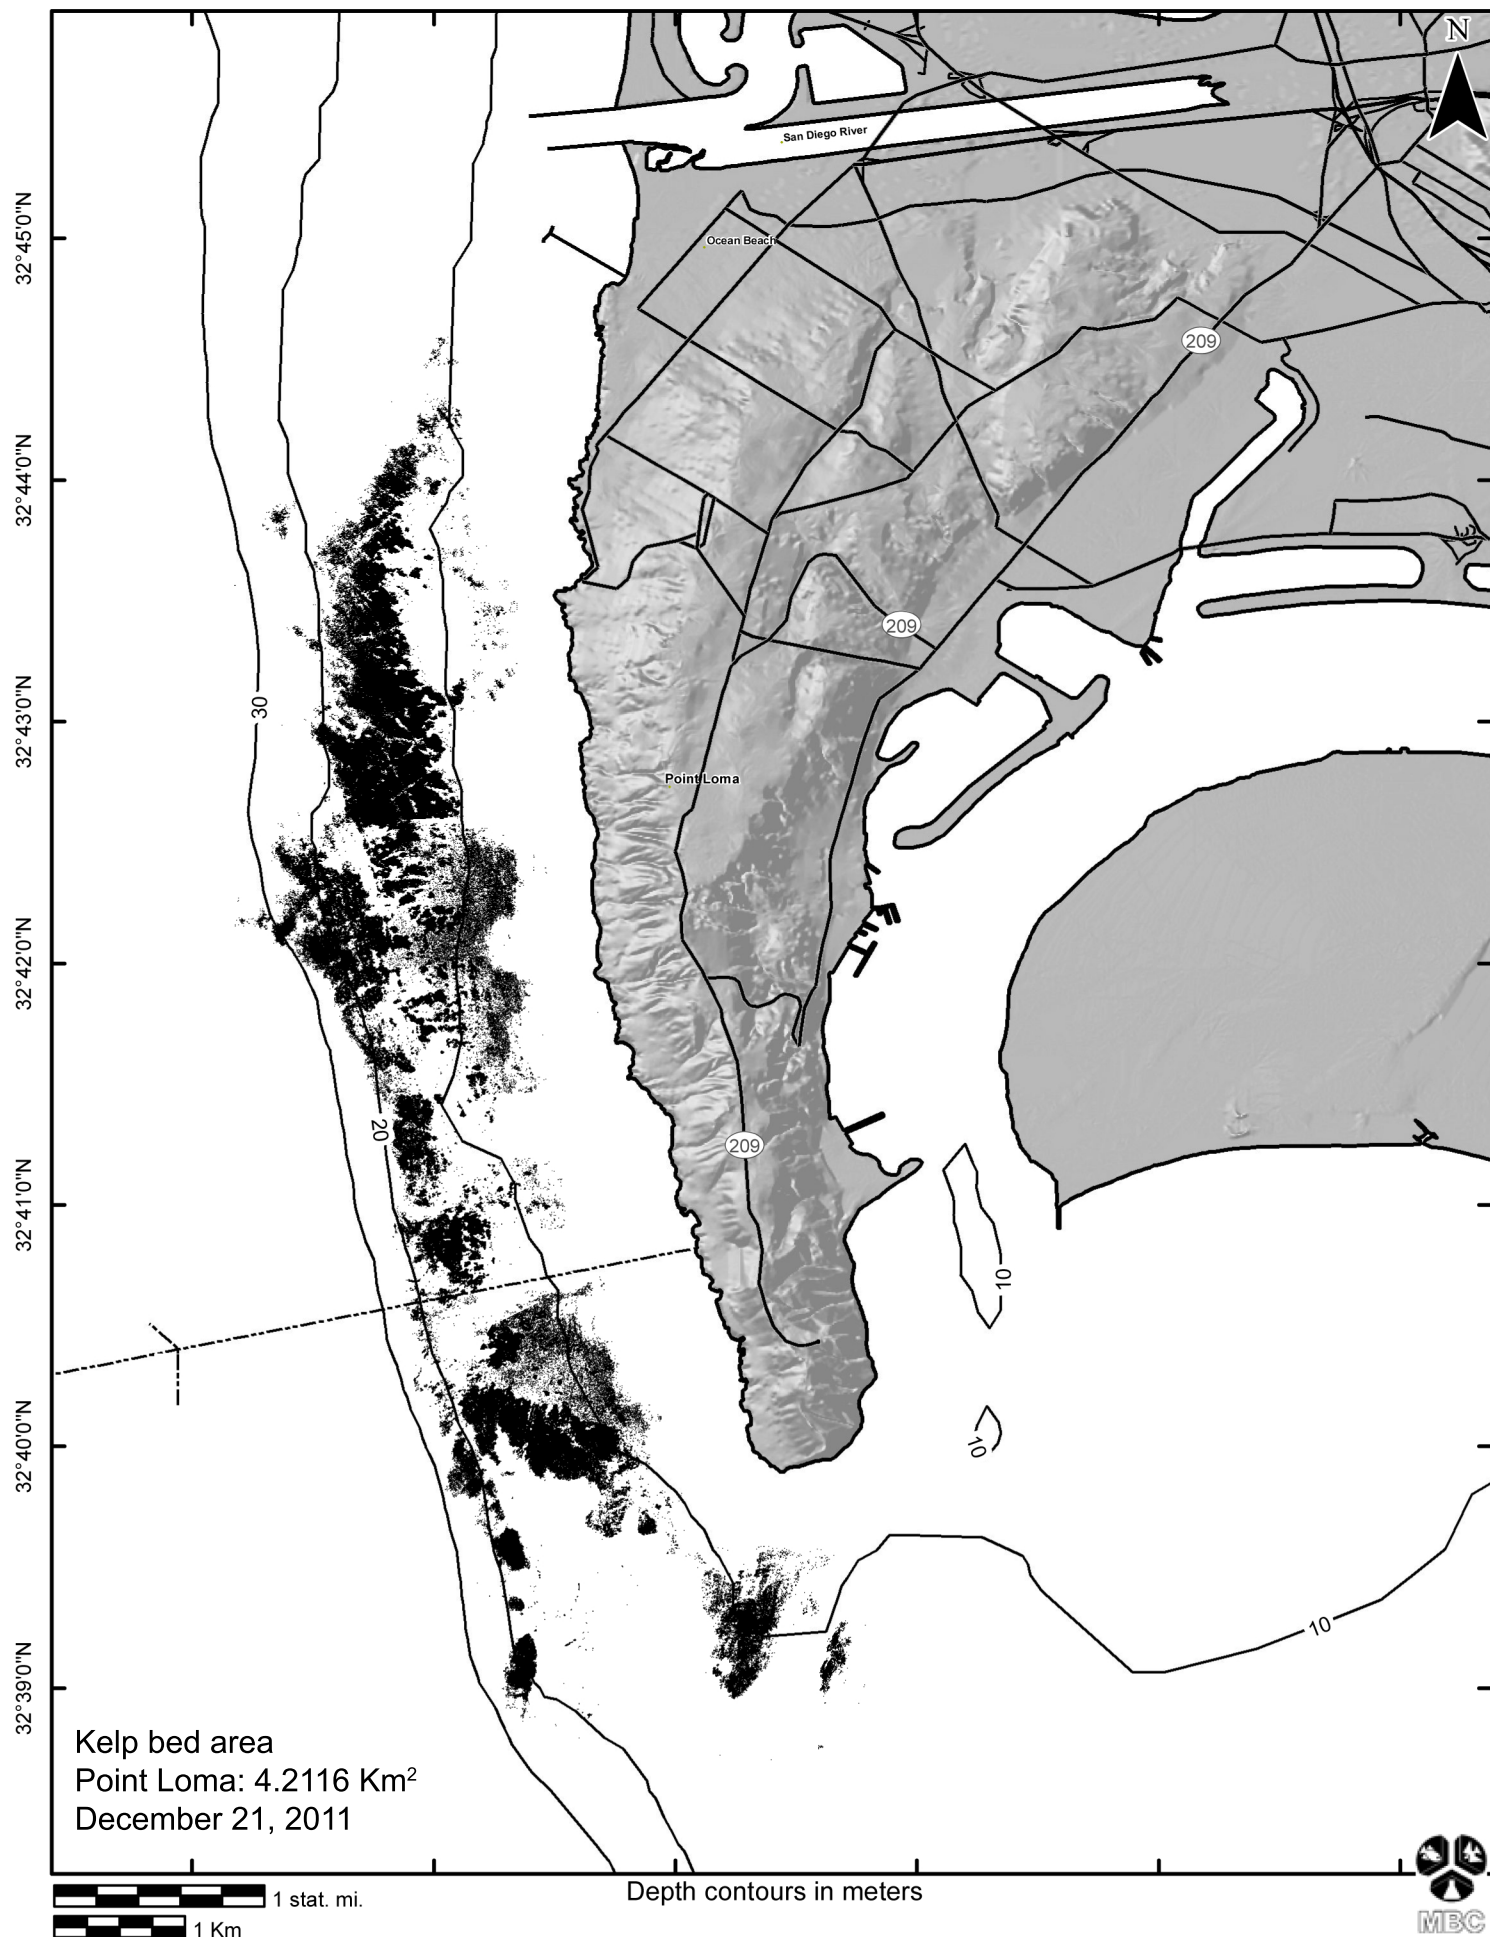 N
San Diego River
32°45'0"N
Ocean Beach
209
32°44'0"N
209
30
32°43'0"N
Point Loma
32°42'0"N
20
209
32°41'0"N
10
32°40'0"N
10
10
32°39'0"N
Kelp bed area
Point Loma: 4.2116 Km²
December 21, 2011
1 stat. mi.
Depth contours in meters
1 Km
MBC